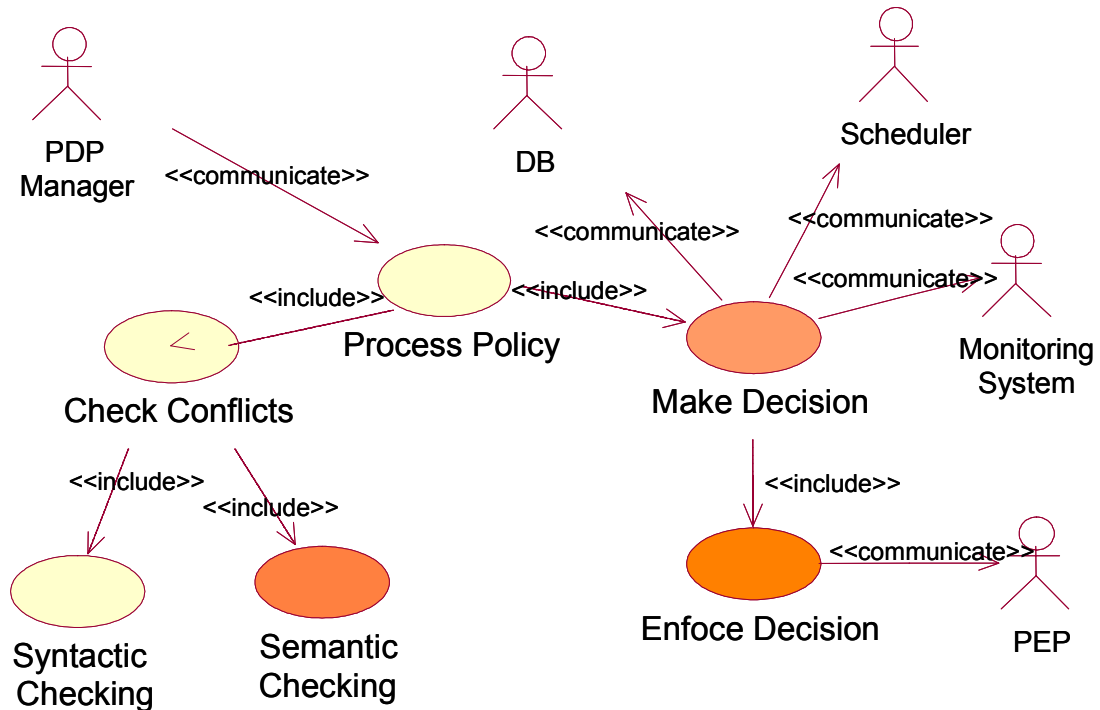 PDP
Manager
DB
Scheduler
<<communicate>>
<<communicate>>
<<communicate>>
<<communicate>>
<<include>>
<<include>>
Process Policy
Monitoring
System
Check Conflicts
Make Decision
<<include>>
<<include>>
<<include>>
<<communicate>>
Enfoce Decision
PEP
Syntactic
Checking
Semantic
Checking